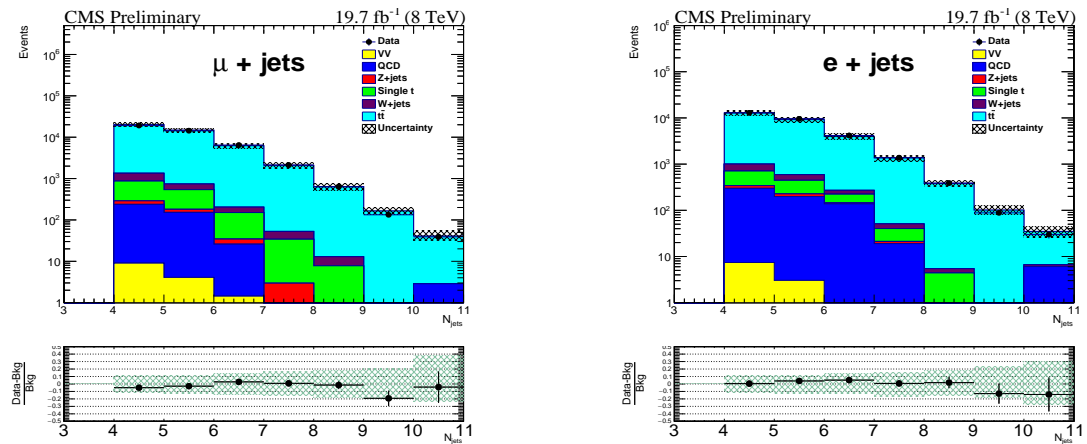 CMS Preliminary 19.7 fb⁻¹ (8 TeV)
Events
μ + jets
Data
VV
QCD
Z+jets
Single t
W+jets
tt̄
Uncertainty
10⁶
10⁵
10⁴
10³
10²
10
1
3 4 5 6 7 8 9 10 11
N_jets
Data-Bkg
Bkg
0.5
0.4
0.3
0.2
0.1
0
−0.1
−0.2
−0.3
−0.4
−0.5
3 4 5 6 7 8 9 10 11
N_jets
CMS Preliminary 19.7 fb⁻¹ (8 TeV)
Events
e + jets
Data
VV
QCD
Z+jets
Single t
W+jets
tt̄
Uncertainty
10⁶
10⁵
10⁴
10³
10²
10
1
3 4 5 6 7 8 9 10 11
N_jets
Data-Bkg
Bkg
0.5
0.4
0.3
0.2
0.1
0
−0.1
−0.2
−0.3
−0.4
−0.5
3 4 5 6 7 8 9 10 11
N_jets